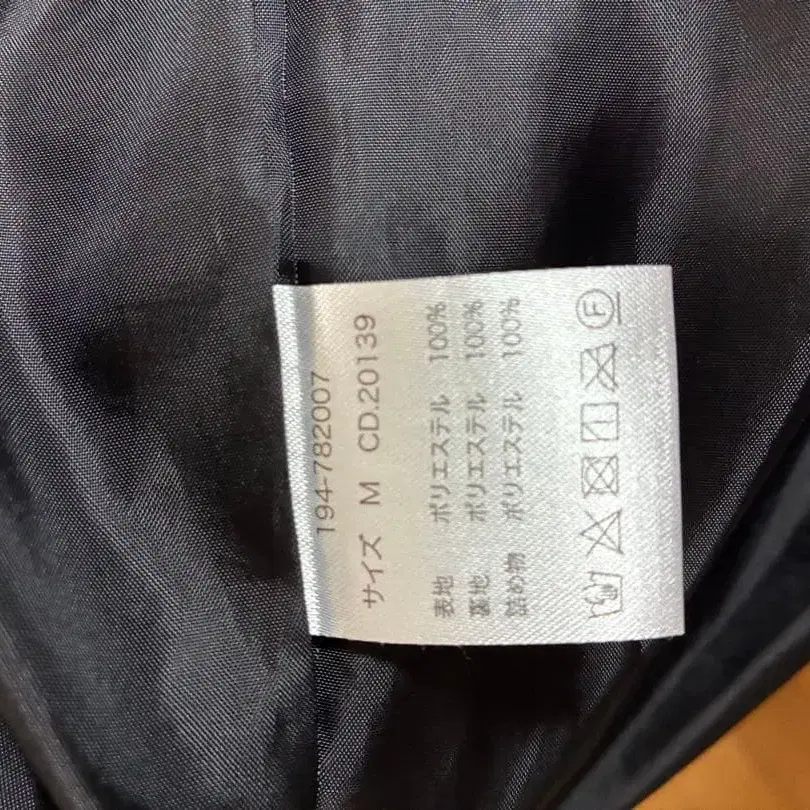 194-782007
サイズ M CD.20139
表地 ポリエステル 100%
裏地 ポリエステル 100%
詰め物 ポリエステル 100%
F